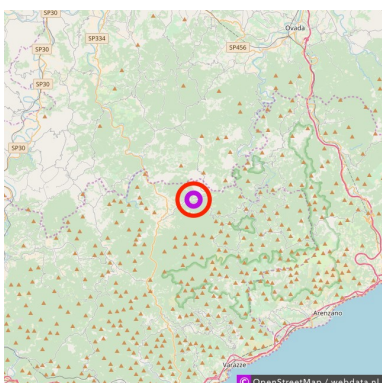 SP30
Ovada
SP334
SP456
SP30
SP30
SP30
Arenzano
Varazze
© OpenStreetMap / webdata.pl